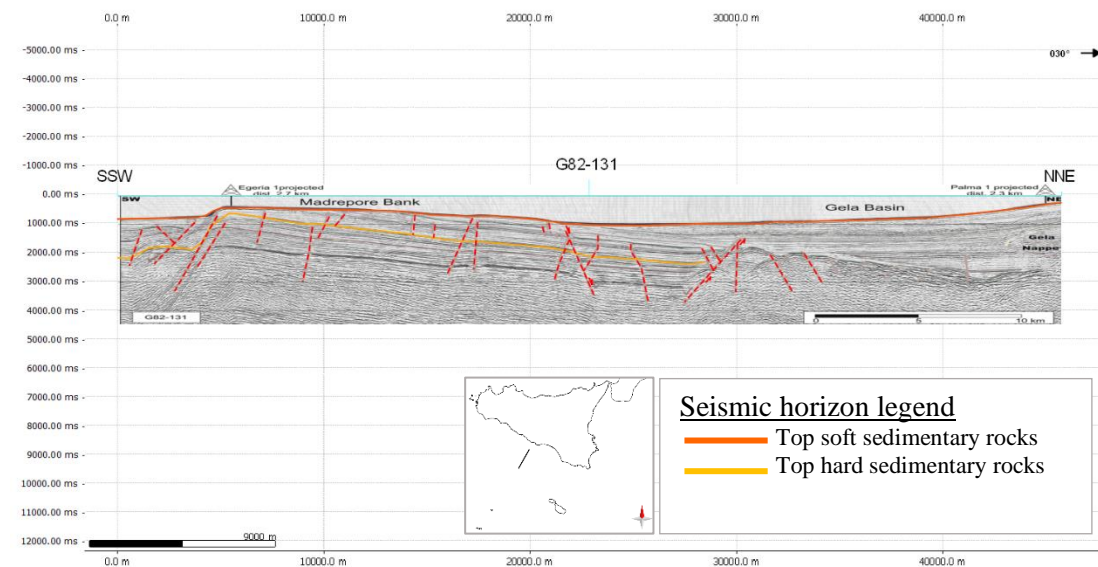 0.0 m 10000.0 m 20000.0 m 30000.0 m 40000.0 m
-5000.00 ms
030°
-4000.00 ms
-3000.00 ms
-2000.00 ms
-1000.00 ms
G82-131
SSW NNE
0.00 ms
Egeria 1projected
dist. 2.7 km
Palma 1 projected
dist. 2.3 km
SW NE
Madrepore Bank
Gela Basin
1000.00 ms
Gela
Nappe
2000.00 ms
3000.00 ms
4000.00 ms
G82-131
0 5 10 km
5000.00 ms
6000.00 ms
7000.00 ms
Seismic horizon legend
Top soft sedimentary rocks
Top hard sedimentary rocks
8000.00 ms
9000.00 ms
10000.00 ms
11000.00 ms
12000.00 ms
9000 m
0.0 m 10000.0 m 20000.0 m 30000.0 m 40000.0 m